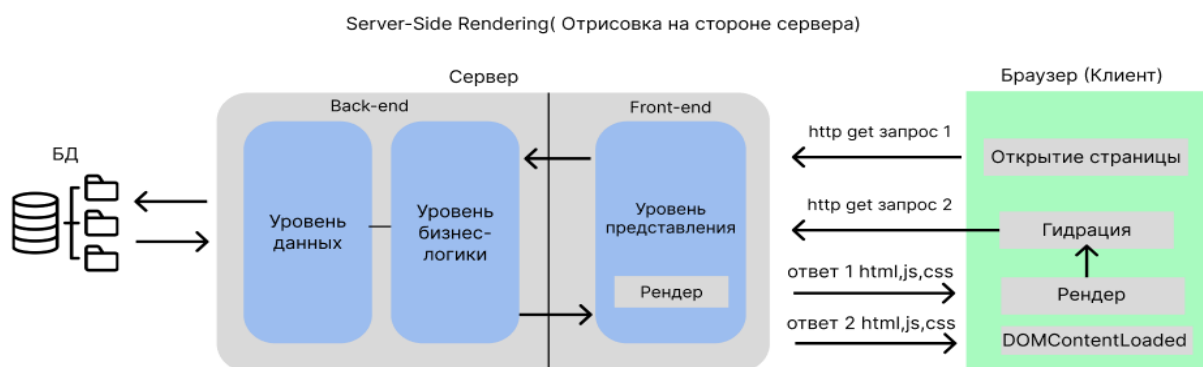 Server-Side Rendering( Отрисовка на стороне сервера)
Сервер
Браузер (Клиент)
Back-end
Front-end
БД
Уровень
данных
Уровень
бизнес-
логики
Уровень
представления
Рендер
http get запрос 1
http get запрос 2
ответ 1 html,js,css
ответ 2 html,js,css
Открытие страницы
Гидрация
Рендер
DOMContentLoaded